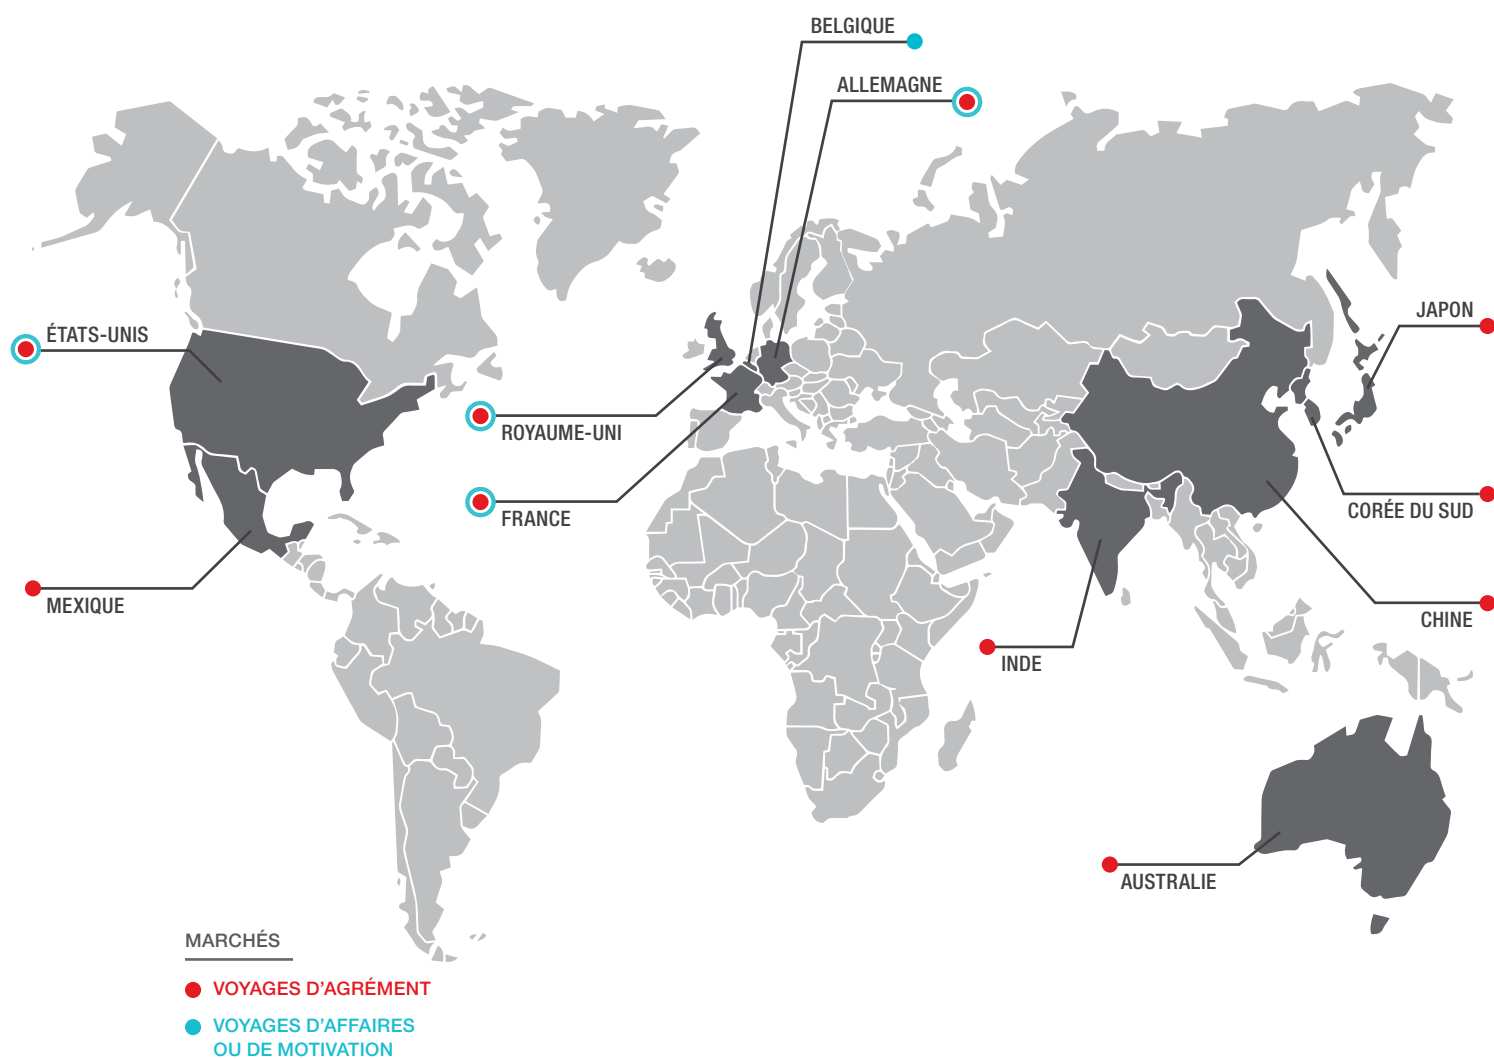 BELGIQUE
ALLEMAGNE
JAPON
ÉTATS-UNIS
ROYAUME-UNI
CORÉE DU SUD
FRANCE
MEXIQUE
CHINE
INDE
AUSTRALIE
MARCHÉS
VOYAGES D'AGRÉMENT
VOYAGES D'AFFAIRES
OU DE MOTIVATION